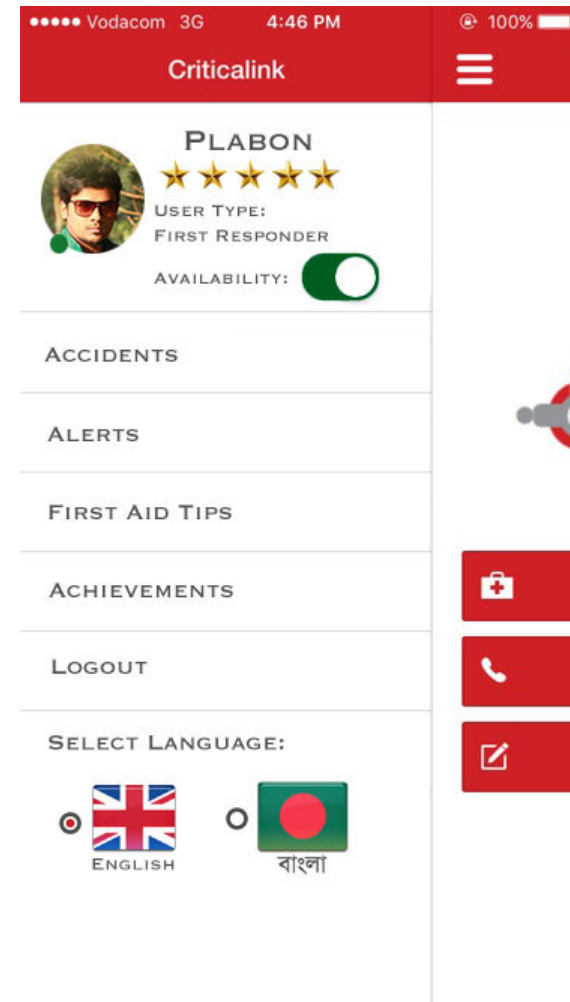 Vodacom 3G 4:46 PM 100%
Criticalink
PLABON
USER TYPE:
FIRST RESPONDER
AVAILABILITY:
ACCIDENTS
ALERTS
FIRST AID TIPS
ACHIEVEMENTS
LOGOUT
SELECT LANGUAGE:
ENGLISH বাংলা